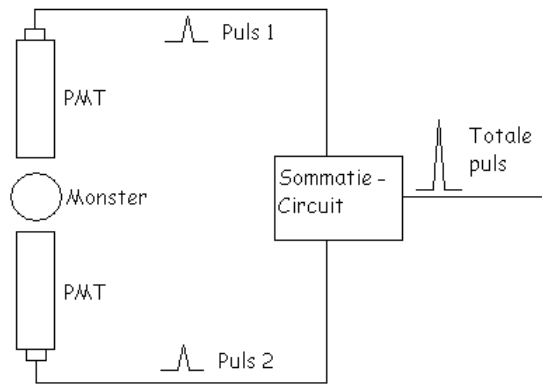 Puls 1
PMT
Totale
puls
Sommatie-
Circuit
Monster
PMT
Puls 2